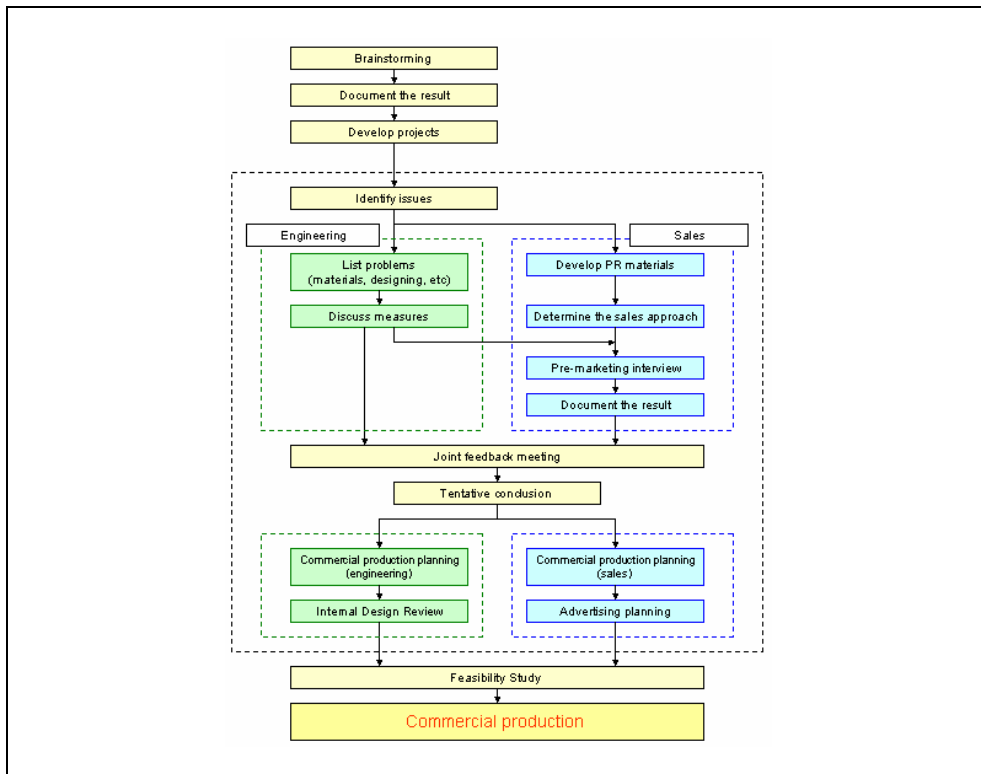 Brainstorming
Document the result
Develop projects
Identify issues
Engineering
Sales
List problems
(materials, designing, etc)
Develop PR materials
Discuss measures
Determine the sales approach
Pre-marketing interview
Document the result
Joint feedback meeting
Tentative conclusion
Commercial production planning
(engineering)
Commercial production planning
(sales)
Internal Design Review
Advertising planning
Feasibility Study
Commercial production